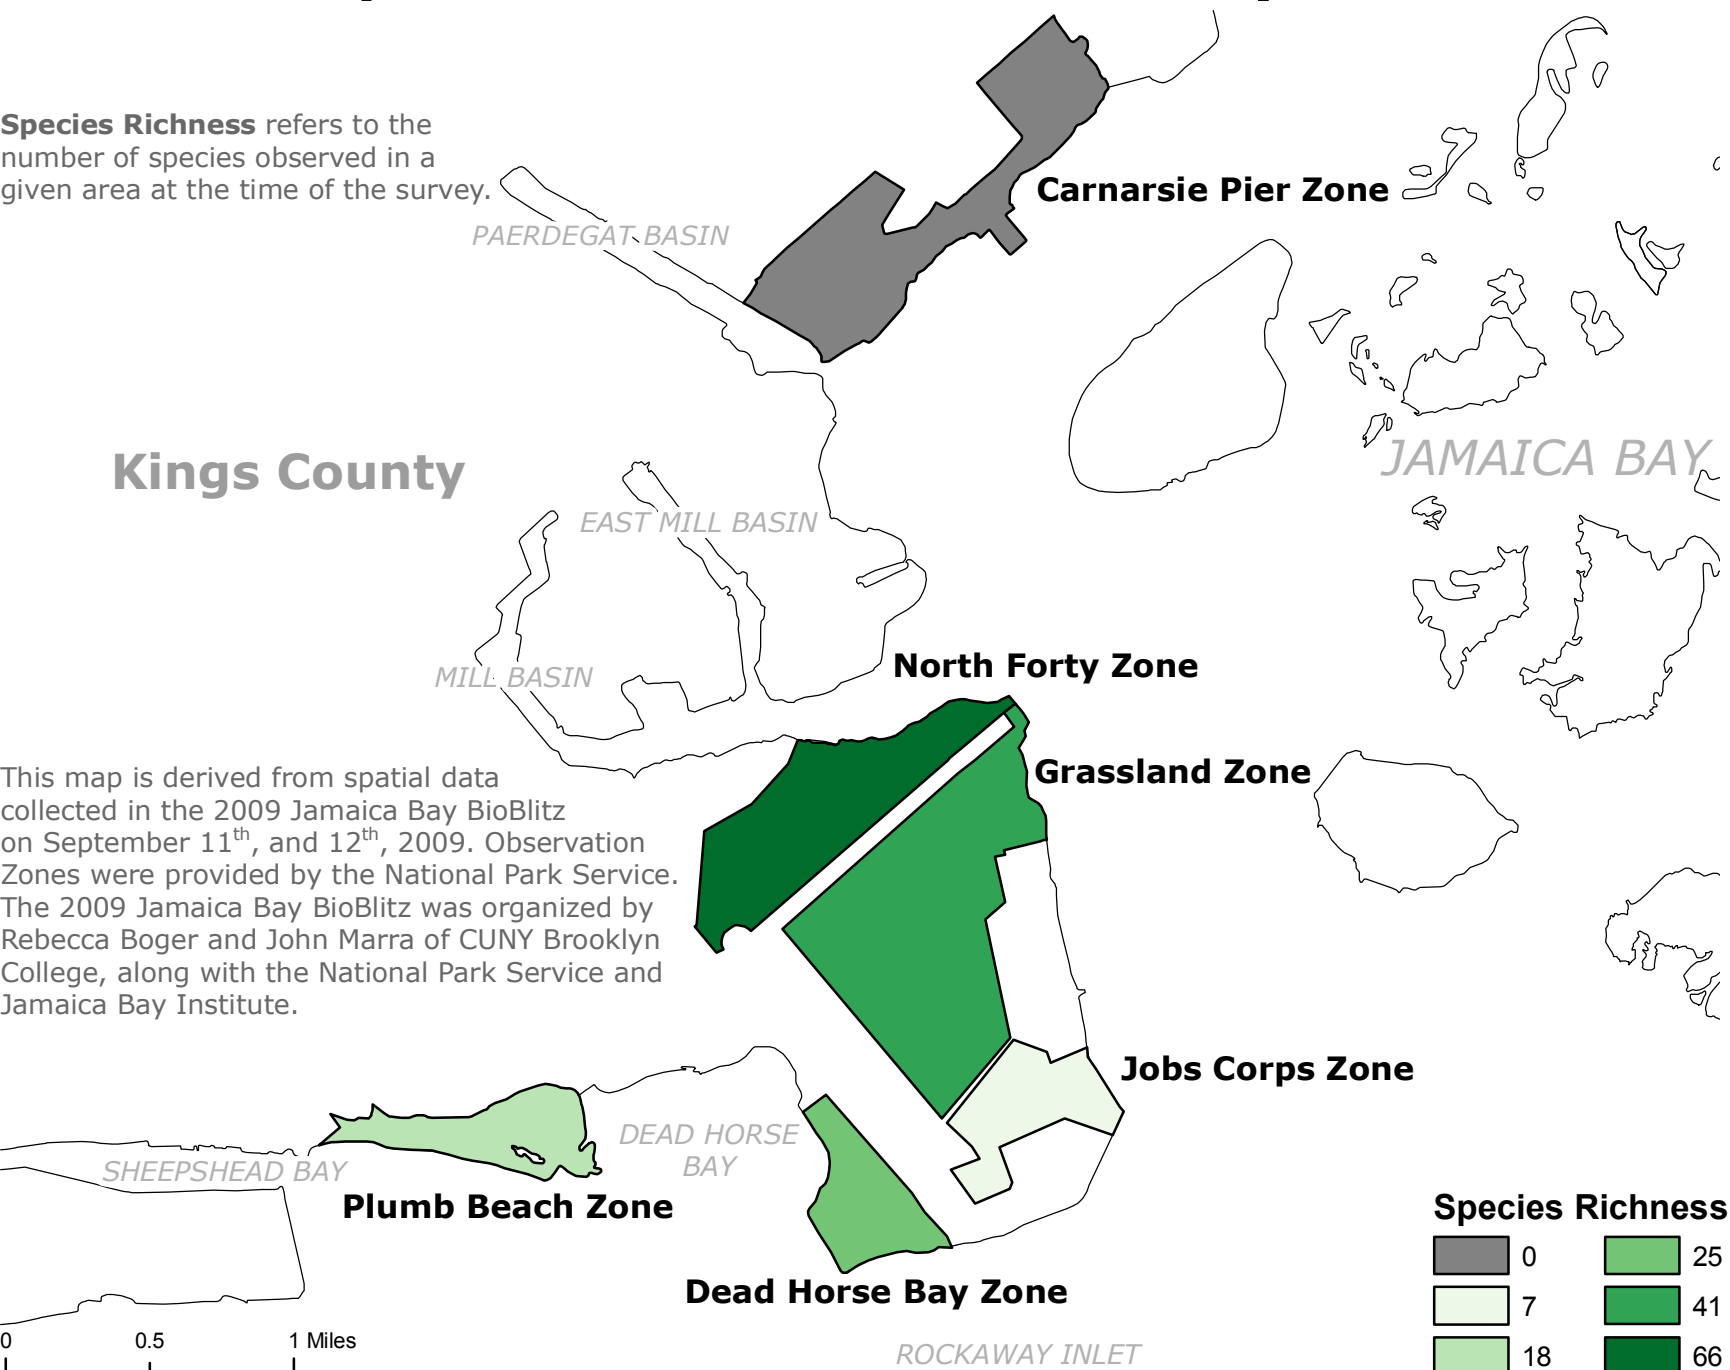 Species Richness refers to the
number of species observed in a
given area at the time of the survey.
Carnarsie Pier Zone
PAERDEGAT BASIN
Kings County
JAMAICA BAY
EAST MILL BASIN
North Forty Zone
MILL BASIN
Grassland Zone
This map is derived from spatial data
collected in the 2009 Jamaica Bay BioBlitz
on September 11th, and 12th, 2009. Observation
Zones were provided by the National Park Service.
The 2009 Jamaica Bay BioBlitz was organized by
Rebecca Boger and John Marra of CUNY Brooklyn
College, along with the National Park Service and
Jamaica Bay Institute.
Jobs Corps Zone
DEAD HORSE
BAY
SHEEPSHEAD BAY
Plumb Beach Zone
Dead Horse Bay Zone
ROCKAWAY INLET
0 0.5 1 Miles
Species Richness
0 25
7 41
18 66